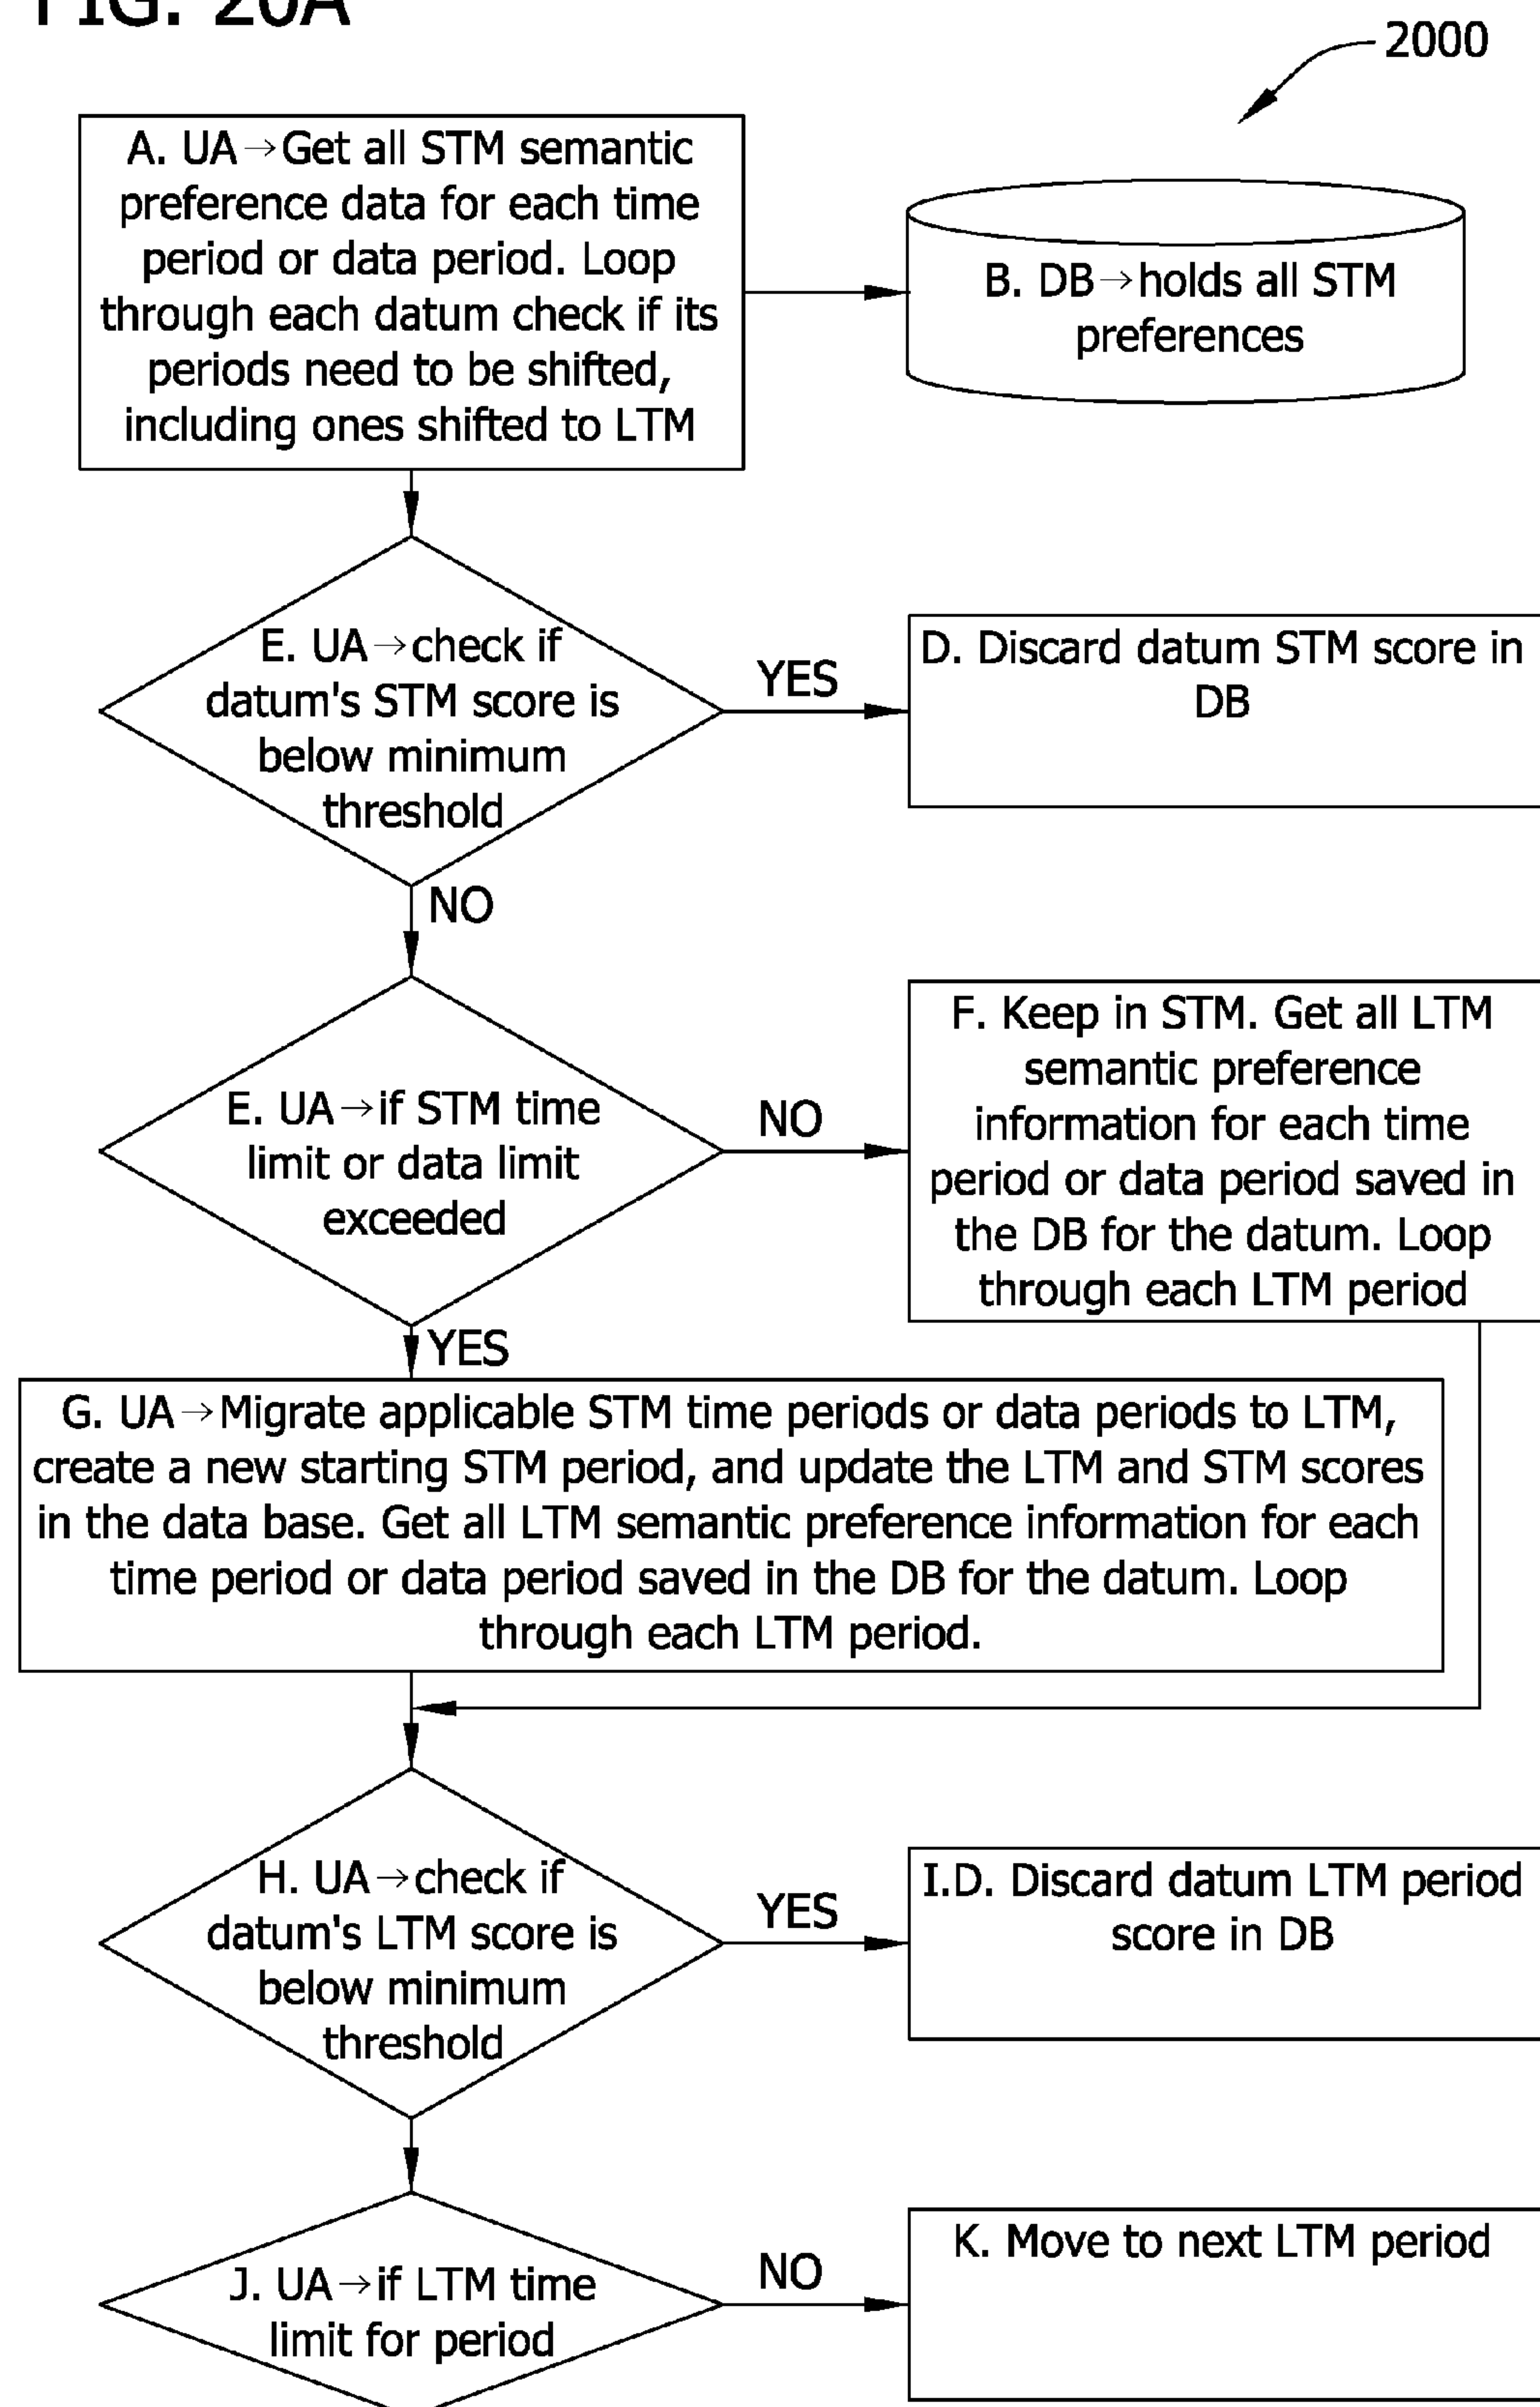 FIG. 20A
2000
A. UA→Get all STM semantic
preference data for each time
period or data period. Loop
through each datum check if its
periods need to be shifted,
including ones shifted to LTM
B. DB→holds all STM
preferences
E. UA→check if
datum's STM score is
below minimum
threshold
YES
D. Discard datum STM score in
DB
NO
E. UA→if STM time
limit or data limit
exceeded
NO
F. Keep in STM. Get all LTM
semantic preference
information for each time
period or data period saved in
the DB for the datum. Loop
through each LTM period
YES
G. UA→Migrate applicable STM time periods or data periods to LTM,
create a new starting STM period, and update the LTM and STM scores
in the data base. Get all LTM semantic preference information for each
time period or data period saved in the DB for the datum. Loop
through each LTM period.
H. UA→check if
datum's LTM score is
below minimum
threshold
YES
I.D. Discard datum LTM period
score in DB
J. UA→if LTM time
limit for period
NO
K. Move to next LTM period